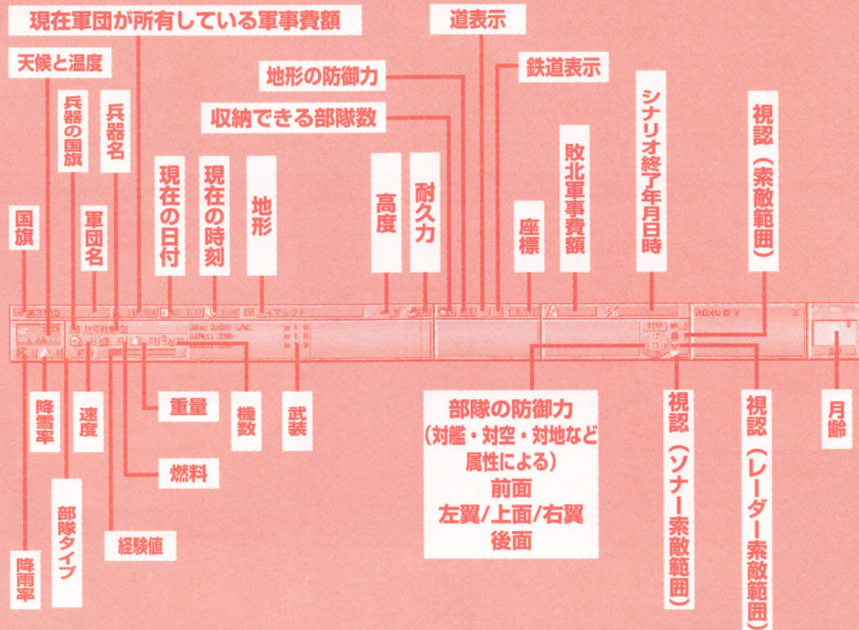 現在軍団が所有している軍事費額
道表示
天候と温度
地形の防御力
鉄道表示
収納できる部隊数
兵器の国旗
兵器名
シナリオ終了年月日時
視認（索敵範囲）
国旗
軍団名
現在の日付
現在の時刻
地形
高度
耐久力
座標
敗北軍事費額
降雪率
速度
重量
機数
武装
部隊の防御力
（対艦・対空・対地など
属性による）
前面
左翼/上面/右翼
後面
視認（ソナー索敵範囲）
視認（レーダー索敵範囲）
月齢
燃料
部隊タイプ
経験値
降雨率